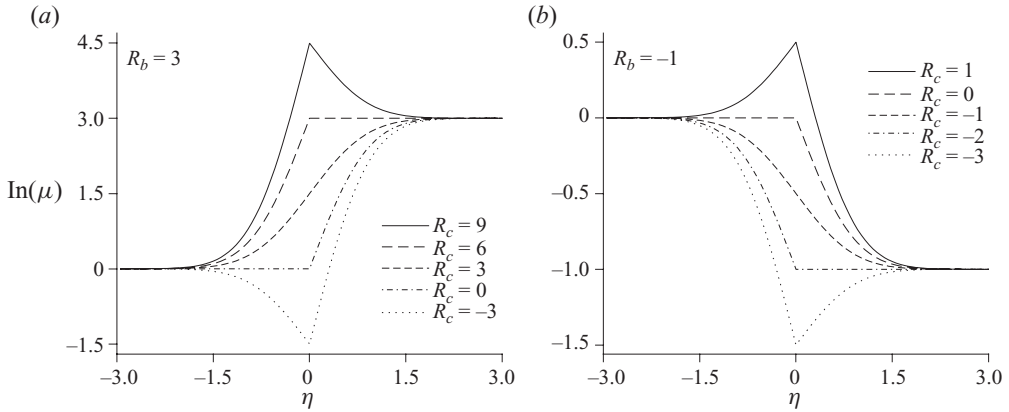 (a)
4.5
R_b = 3
3.0
ln(μ)
1.5
0
−1.5
R_c = 9
R_c = 6
R_c = 3
R_c = 0
R_c = −3
−3.0 −1.5 0 1.5 3.0
η
(b)
0.5
R_b = −1
0
−0.5
−1.0
−1.5
R_c = 1
R_c = 0
R_c = −1
R_c = −2
R_c = −3
−3.0 −1.5 0 1.5 3.0
η